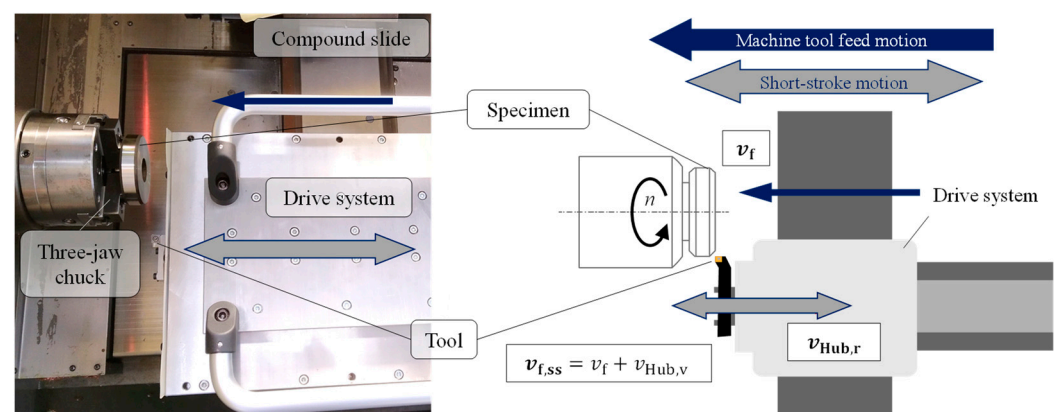 Compound slide
Machine tool feed motion
Short-stroke motion
Specimen
v_f
n
Drive system
Drive system
Three-jaw
chuck
Tool
v_Hub,r
v_f,ss = v_f + v_Hub,v